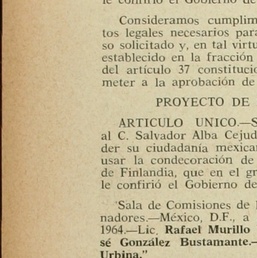 le confirió el Gobierno de
Consideramos cumplim
tos legales necesarios par
so solicitado y, en tal virtu
establecido en la fracción
del artículo 37 constituci
meter a la aprobación de
PROYECTO DE
ARTICULO UNICO.—S
al C. Salvador Alba Cejud
der su ciudadanía mexica
usar la condecoración de
de Finlandia, que en el gr
le confirió el Gobierno de
"Sala de Comisiones de l
nadores.—México, D.F., a
1964.—Lic. Rafael Murillo
sé González Bustamante.—
Urbina."